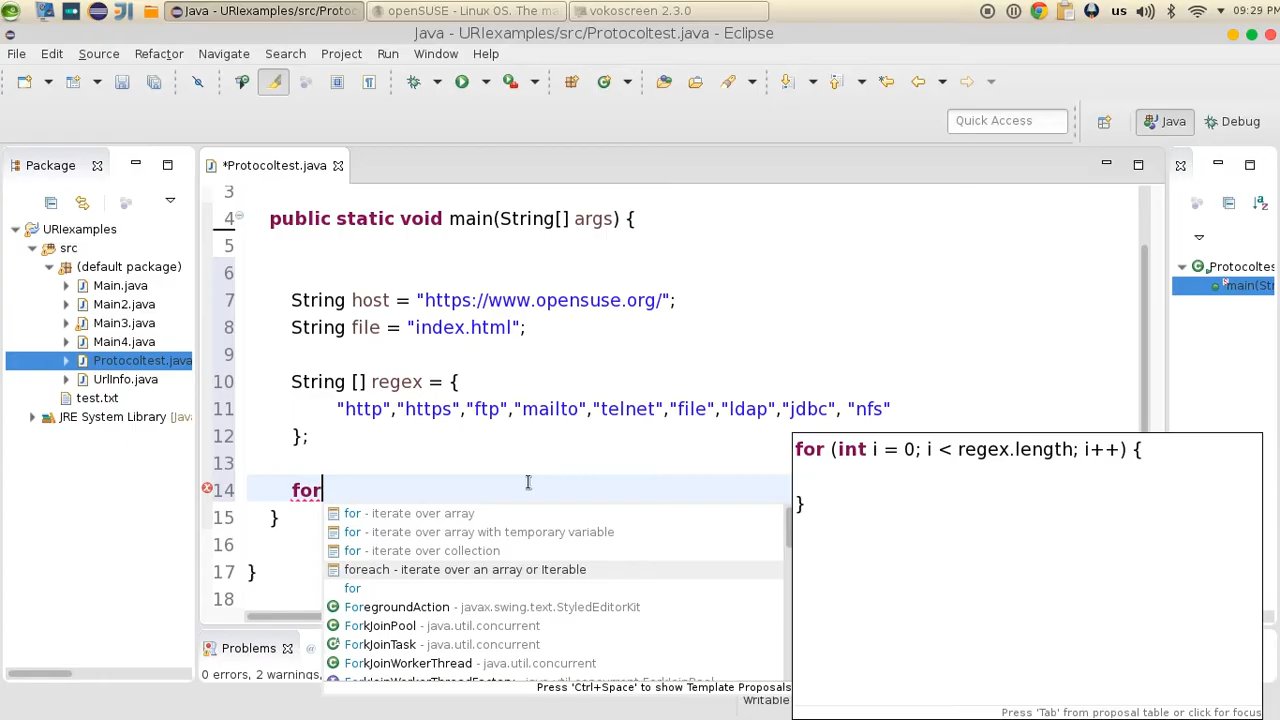 Java - URIexamples/src/Protoc
openSUSE - Linux OS. The ma
vokoscreen 2.3.0
us
09:29 PM
Java - URIexamples/src/Protocoltest.java - Eclipse
File Edit Source Refactor Navigate Search Project Run Window Help
Quick Access
Java
Debug
Package
*Protocoltest.java
URIexamples
src
(default package)
Main.java
Main2.java
Main3.java
Main4.java
Protocoltest.java
UrlInfo.java
test.txt
JRE System Library [Java
3
4 public static void main(String[] args) {
5
6
7 String host = "https://www.opensuse.org/";
8 String file = "index.html";
9
10 String [] regex = {
11 "http","https","ftp","mailto","telnet","file","ldap","jdbc", "nfs"
12 };
13
14 for
15 }
16
17 }
18
for - iterate over array
for - iterate over array with temporary variable
for - iterate over collection
foreach - iterate over an array or Iterable
for
ForegroundAction - javax.swing.text.StyledEditorKit
ForkJoinPool - java.util.concurrent
ForkJoinTask - java.util.concurrent
ForkJoinWorkerThread - java.util.concurrent
Press 'Ctrl+Space' to show Template Proposals
for (int i = 0; i < regex.length; i++) {
}
Press 'Tab' from proposal table or click for focus
Protocoltes
main(Str
Problems
0 errors, 2 warnings,
Writable